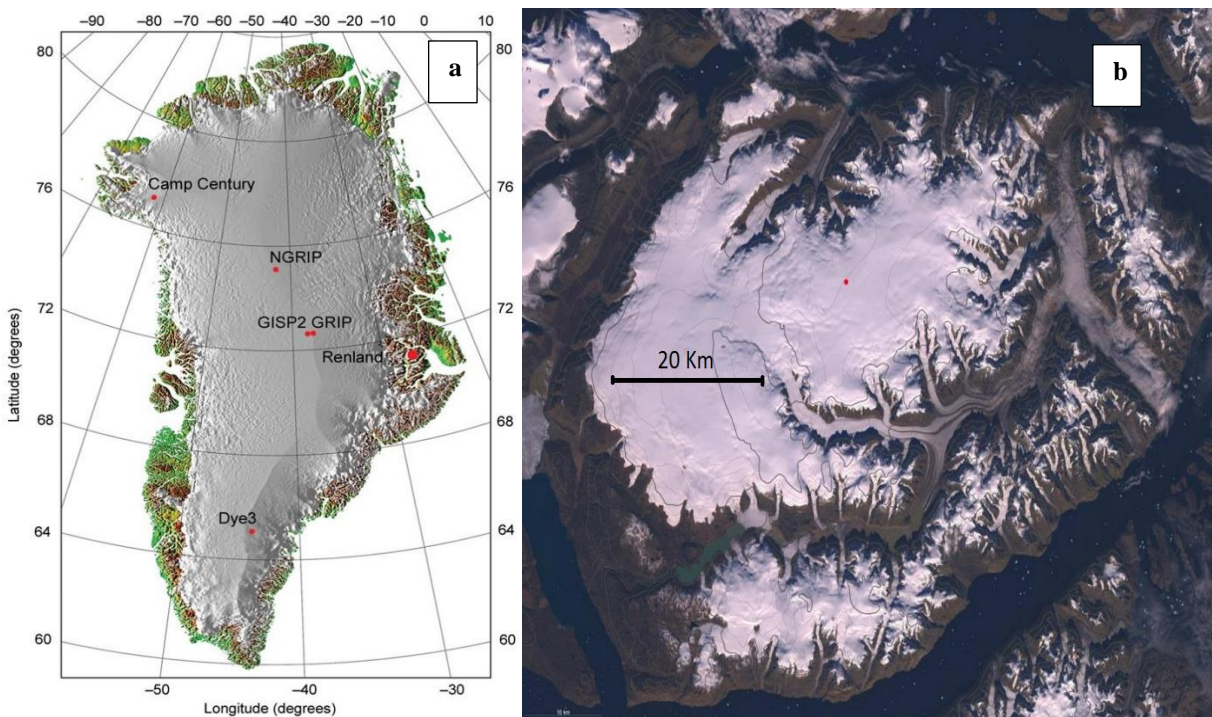 −90 −80 −70 −60 −50 −40 −30 −20 −10 0 10
80
80
a
b
Camp Century
76
76
NGRIP
72
72
GISP2 GRIP
Renland
20 Km
68
68
Dye3
64
64
60
60
−50
−40
−30
Latitude (degrees)
Longitude (degrees)
10 km